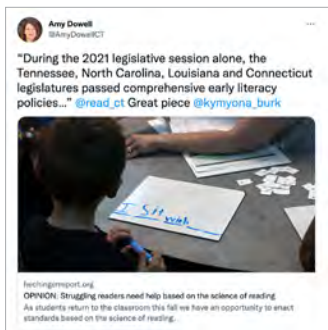 Amy Dowell
@AmyDowellCT
“During the 2021 legislative session alone, the
Tennessee, North Carolina, Louisiana and Connecticut
legislatures passed comprehensive early literacy
policies…” @read_ct Great piece @kymyona_burk
I Sit with
hechingerreport.org
OPINION: Struggling readers need help based on the science of reading
As students return to the classroom this fall we have an opportunity to enact
standards based on the science of reading...